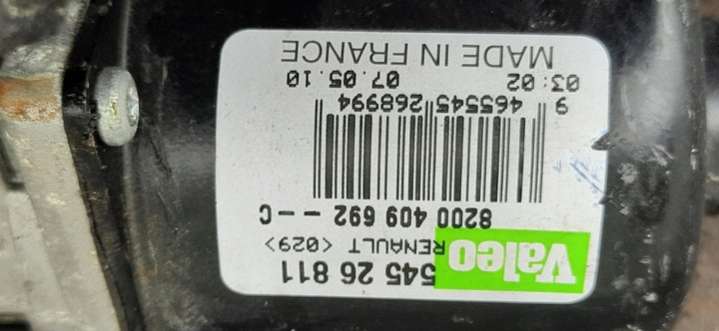 Valeo 545 26 811
RENAULT <029>
8200 409 692 --C
9 465545 268994
03:02 07.05.10
MADE IN FRANCE